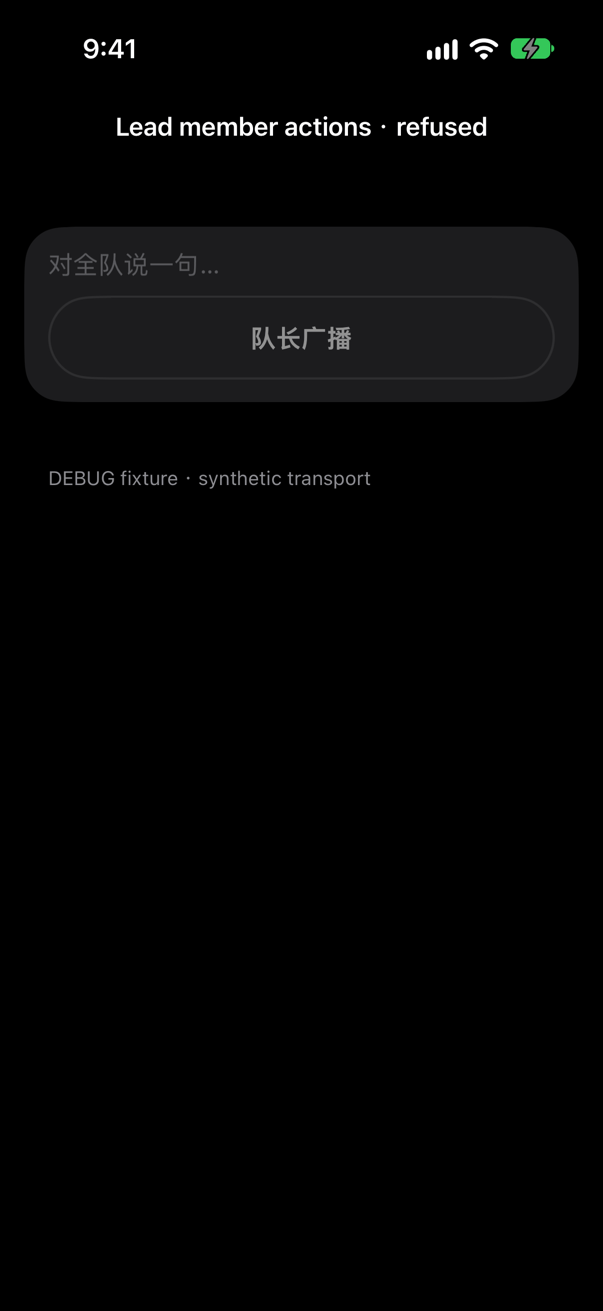 9:41
Lead member actions · refused
对全队说一句...
队长广播
DEBUG fixture · synthetic transport